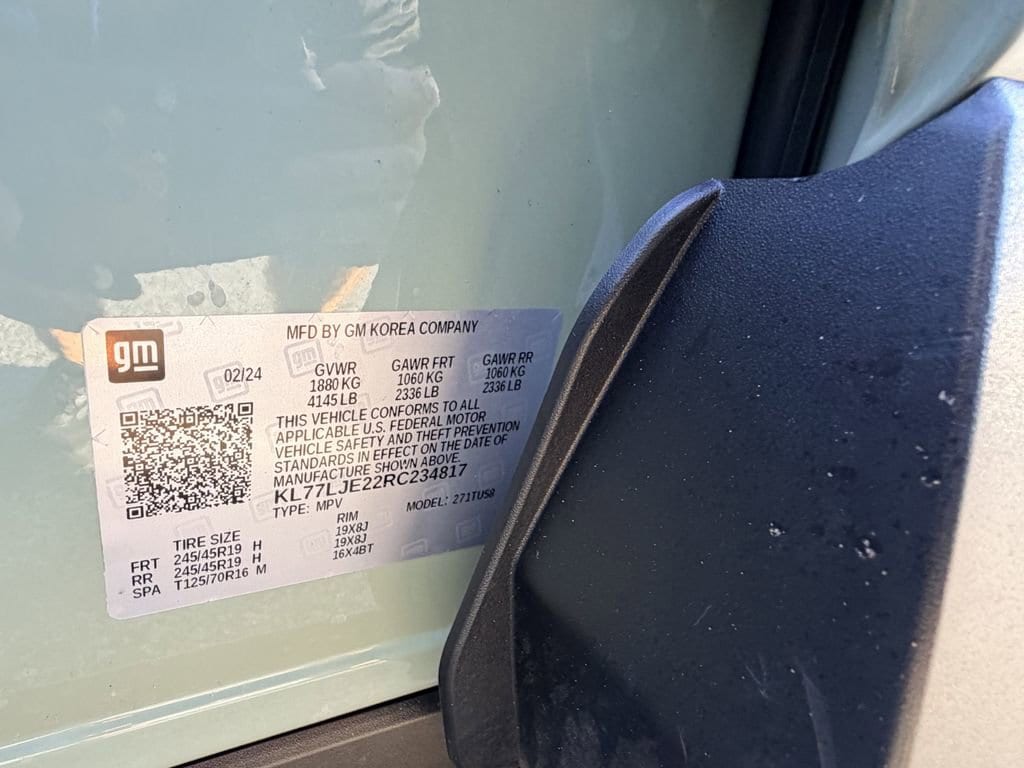 gm
MFD BY GM KOREA COMPANY
02/24
GVWR GAWR FRT GAWR RR
1880 KG 1060 KG 1060 KG
4145 LB 2336 LB 2336 LB
THIS VEHICLE CONFORMS TO ALL
APPLICABLE U.S. FEDERAL MOTOR
VEHICLE SAFETY AND THEFT PREVENTION
STANDARDS IN EFFECT ON THE DATE OF
MANUFACTURE SHOWN ABOVE.
KL77LJE22RC234817
TYPE: MPV MODEL: 271TU58
TIRE SIZE RIM
FRT 245/45R19 H 19X8J
RR 245/45R19 H 19X8J
SPA T125/70R16 M 16X4BT